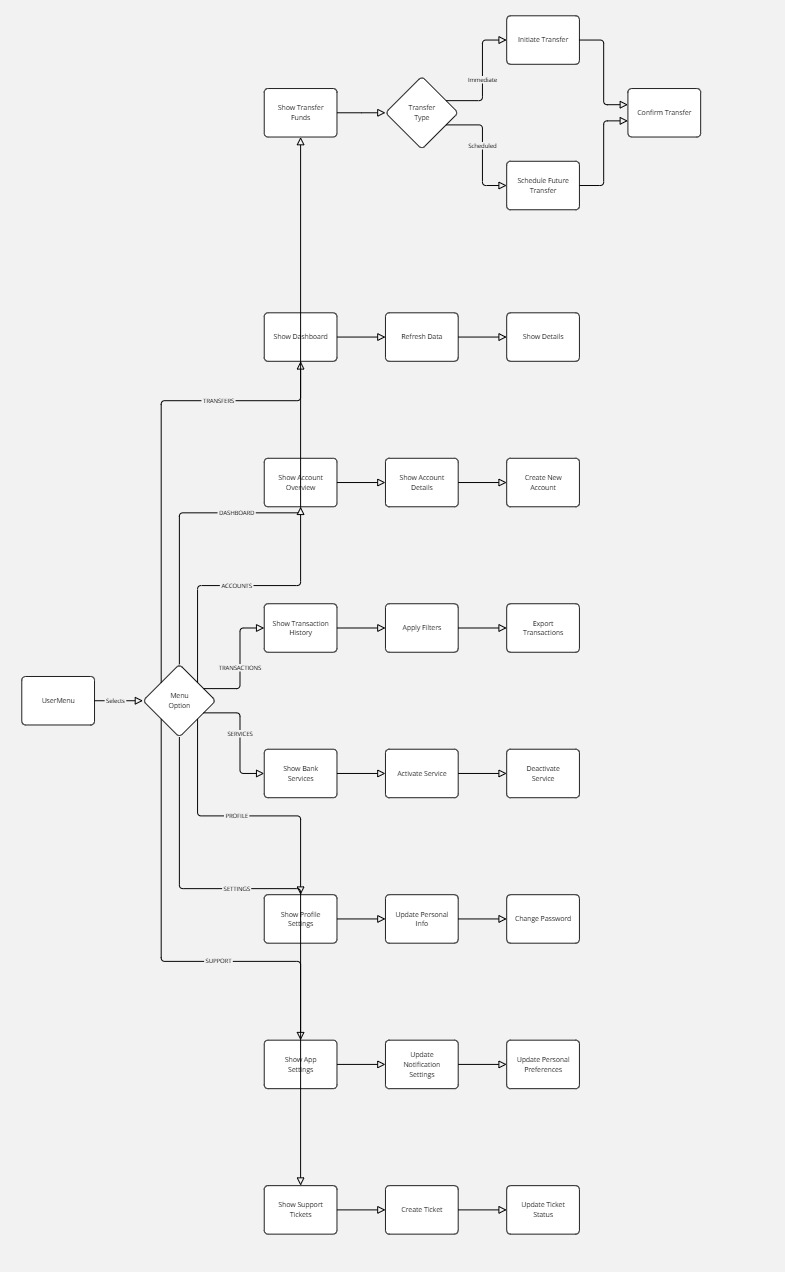 Initiate Transfer
Immediate
Show Transfer
Funds
Transfer
Type
Confirm Transfer
Scheduled
Schedule Future
Transfer
Show Dashboard
Refresh Data
Show Details
TRANSFERS
Show Account
Overview
Show Account
Details
Create New
Account
DASHBOARD
ACCOUNTS
Show Transaction
History
Apply Filters
Export
Transactions
TRANSACTIONS
UserMenu
Selects
Menu
Option
SERVICES
Show Bank
Services
Activate Service
Deactivate
Service
PROFILE
SETTINGS
Show Profile
Settings
Update Personal
Info
Change Password
SUPPORT
Show App
Settings
Update
Notification
Settings
Update Personal
Preferences
Show Support
Tickets
Create Ticket
Update Ticket
Status